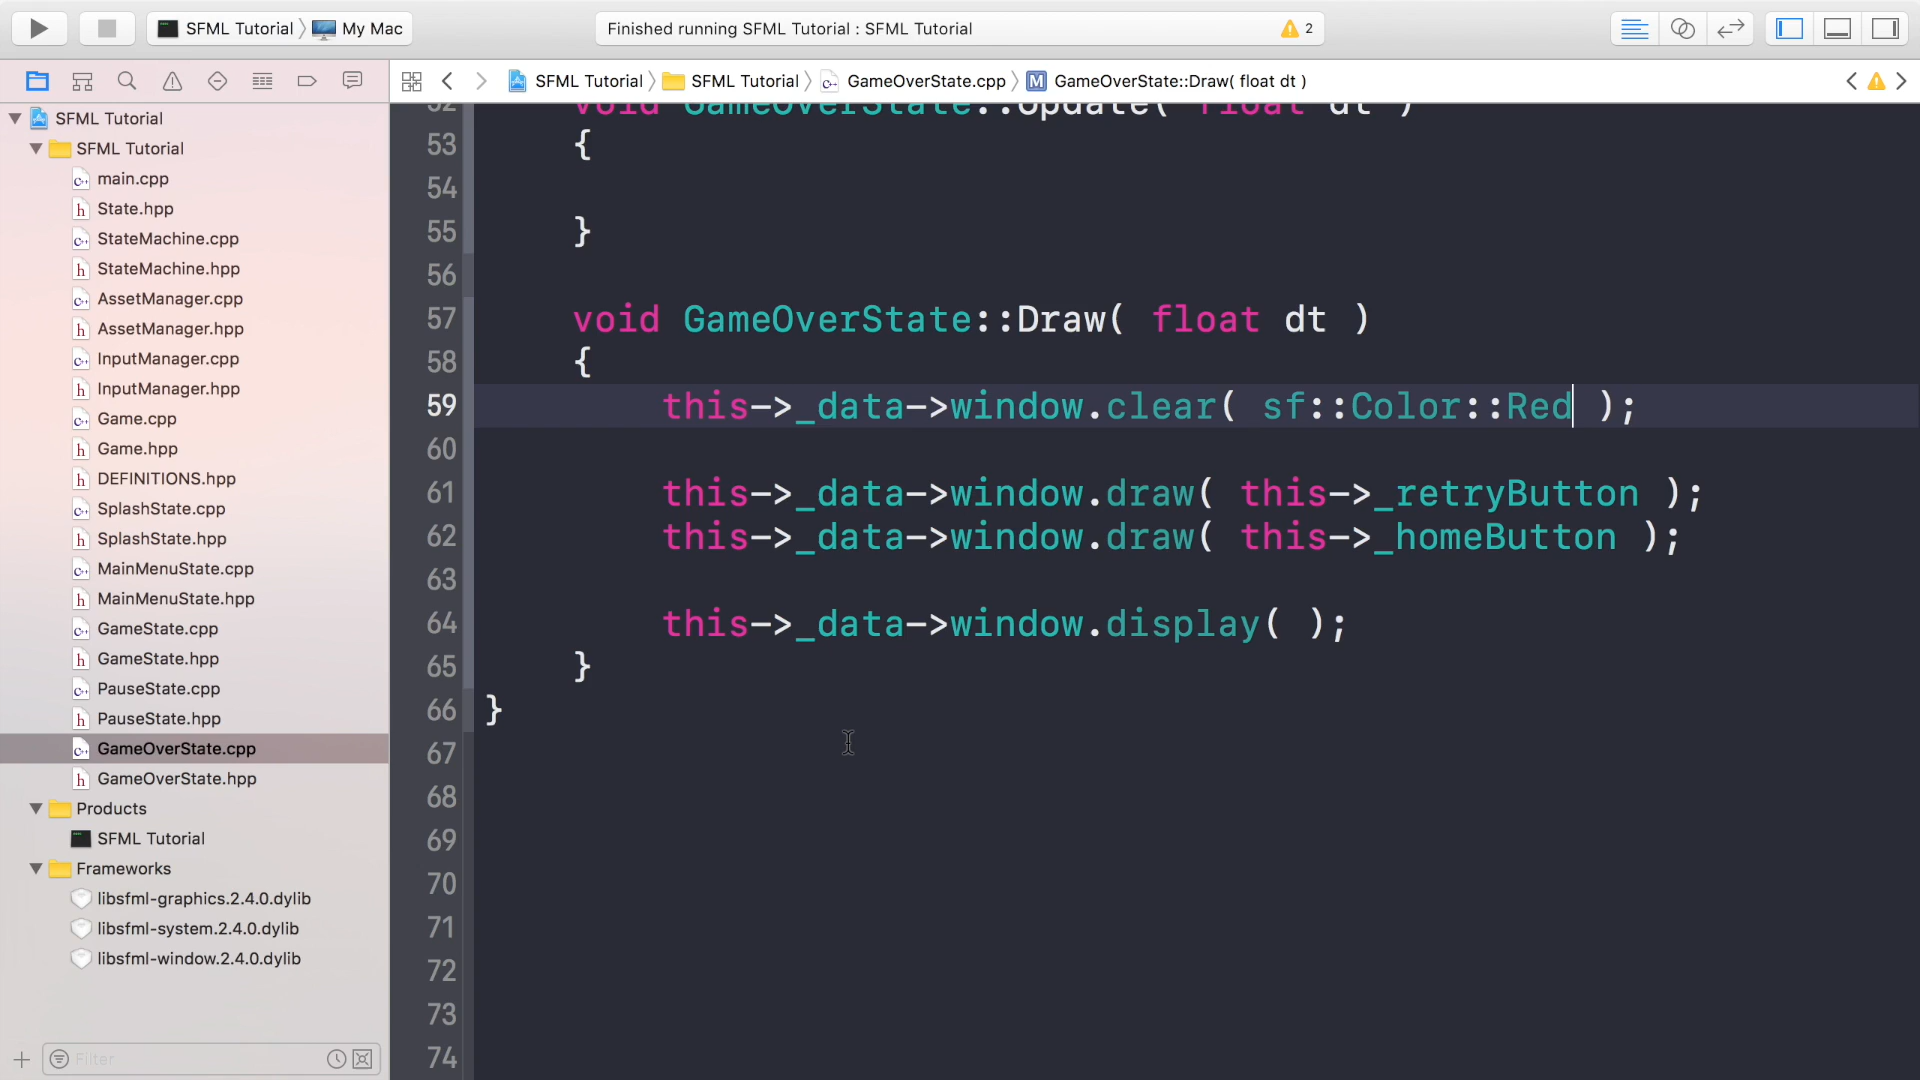 SFML Tutorial My Mac
Finished running SFML Tutorial : SFML Tutorial
2
SFML Tutorial SFML Tutorial GameOverState.cpp M GameOverState::Draw( float dt )
SFML Tutorial
SFML Tutorial
main.cpp
State.hpp
StateMachine.cpp
StateMachine.hpp
AssetManager.cpp
AssetManager.hpp
InputManager.cpp
InputManager.hpp
Game.cpp
Game.hpp
DEFINITIONS.hpp
SplashState.cpp
SplashState.hpp
MainMenuState.cpp
MainMenuState.hpp
GameState.cpp
GameState.hpp
PauseState.cpp
PauseState.hpp
GameOverState.cpp
GameOverState.hpp
Products
SFML Tutorial
Frameworks
libsfml-graphics.2.4.0.dylib
libsfml-system.2.4.0.dylib
libsfml-window.2.4.0.dylib
Filter
52 void GameOverState::Update( float dt )
53 {
54
55 }
56
57 void GameOverState::Draw( float dt )
58 {
59 this->_data->window.clear( sf::Color::Red );
60
61 this->_data->window.draw( this->_retryButton );
62 this->_data->window.draw( this->_homeButton );
63
64 this->_data->window.display( );
65 }
66 }
67
68
69
70
71
72
73
74